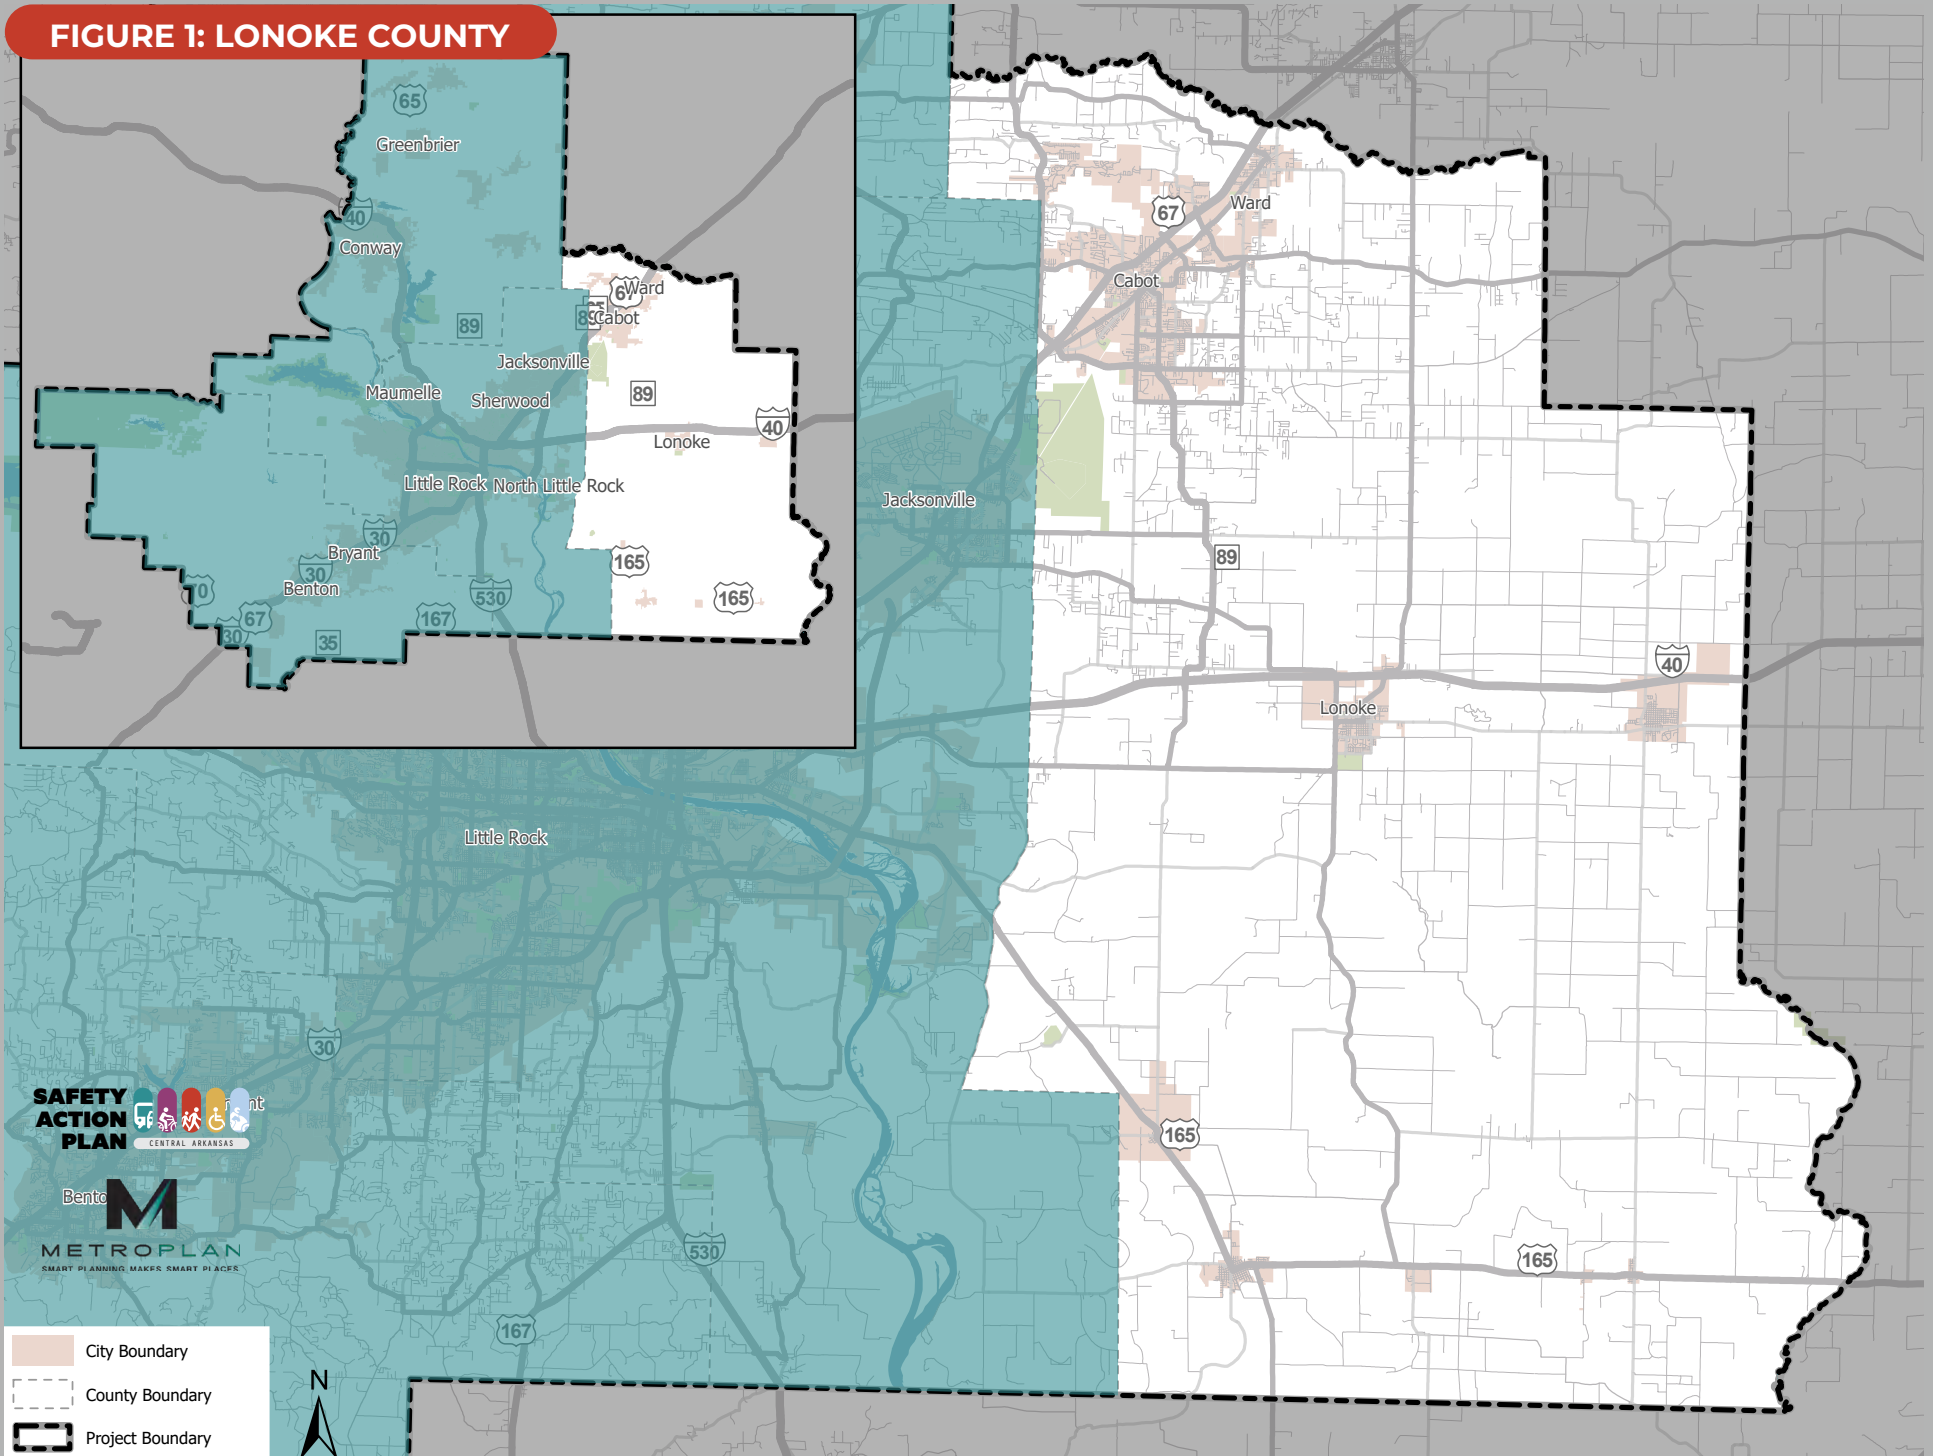 FIGURE 1: LONOKE COUNTY
65
Greenbrier
40
Conway
67
Ward
89
Cabot
89
Jacksonville
Maumelle
Sherwood
89
40
Lonoke
Little Rock
North Little Rock
30
Bryant
165
30
Benton
530
165
67
167
30
35
67
Ward
Cabot
Jacksonville
89
40
Lonoke
Little Rock
30
165
530
165
167
SAFETY
ACTION
PLAN
CENTRAL ARKANSAS
METROPLAN
SMART PLANNING MAKES SMART PLACES
City Boundary
County Boundary
Project Boundary
N